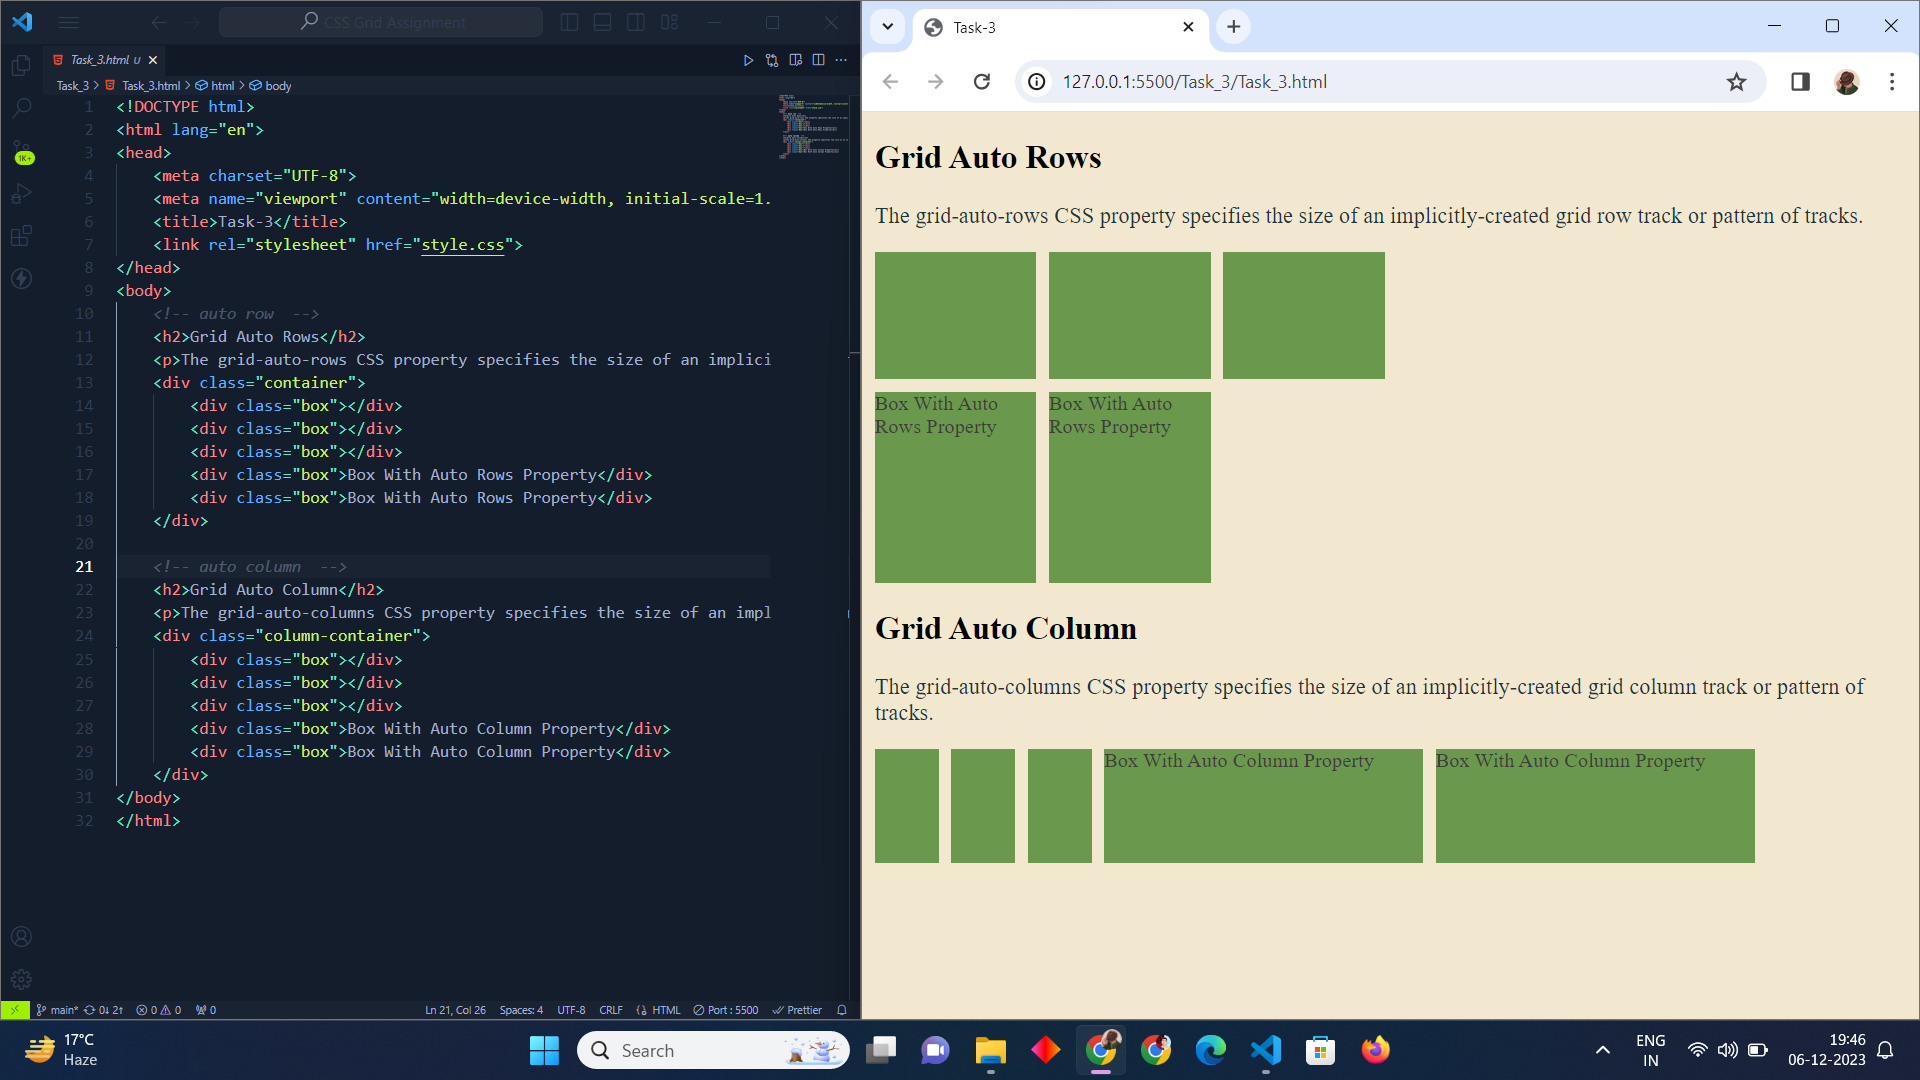 CSS Grid Assignment
Task_3.html U
Task_3 > Task_3.html > html > body
1 <!DOCTYPE html>
2 <html lang="en">
3 <head>
4 <meta charset="UTF-8">
5 <meta name="viewport" content="width=device-width, initial-scale=1.
6 <title>Task-3</title>
7 <link rel="stylesheet" href="style.css">
8 </head>
9 <body>
10 <!-- auto row  -->
11 <h2>Grid Auto Rows</h2>
12 <p>The grid-auto-rows CSS property specifies the size of an implici
13 <div class="container">
14 <div class="box"></div>
15 <div class="box"></div>
16 <div class="box"></div>
17 <div class="box">Box With Auto Rows Property</div>
18 <div class="box">Box With Auto Rows Property</div>
19 </div>
20
21 <!-- auto column  -->
22 <h2>Grid Auto Column</h2>
23 <p>The grid-auto-columns CSS property specifies the size of an impl
24 <div class="column-container">
25 <div class="box"></div>
26 <div class="box"></div>
27 <div class="box"></div>
28 <div class="box">Box With Auto Column Property</div>
29 <div class="box">Box With Auto Column Property</div>
30 </div>
31 </body>
32 </html>
1K+
main* 0↓ 2↑ 0 0 0 Ln 21, Col 26 Spaces: 4 UTF-8 CRLF HTML Port : 5500 Prettier
Task-3
127.0.0.1:5500/Task_3/Task_3.html
Grid Auto Rows
The grid-auto-rows CSS property specifies the size of an implicitly-created grid row track or pattern of tracks.
Box With Auto Rows Property
Box With Auto Rows Property
Grid Auto Column
The grid-auto-columns CSS property specifies the size of an implicitly-created grid column track or pattern of
tracks.
Box With Auto Column Property
Box With Auto Column Property
17°C
Haze
Search
ENG
IN
19:46
06-12-2023